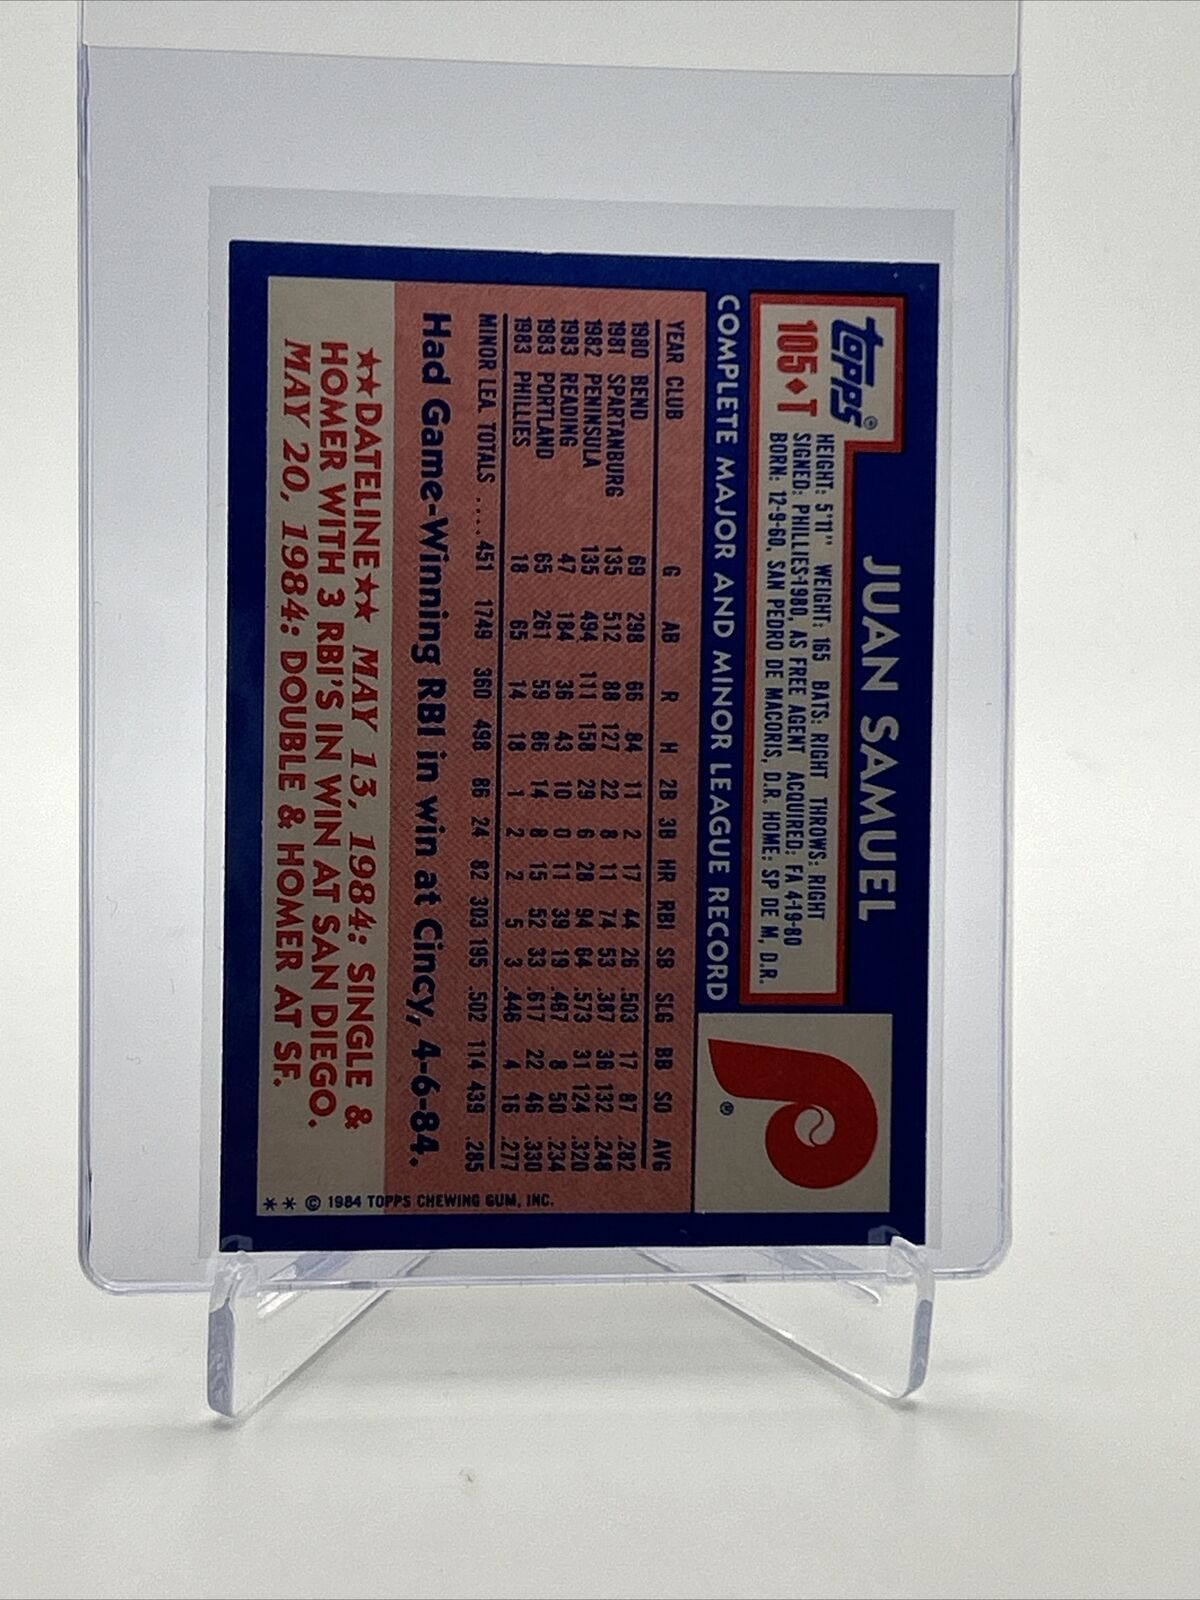 JUAN SAMUEL
topps®
105♦T
HEIGHT: 5'11" WEIGHT: 165 BATS: RIGHT THROWS: RIGHT
SIGNED: PHILLIES-1980, AS FREE AGENT ACQUIRED: FA 4-19-80
BORN: 12-9-60, SAN PEDRO DE MACORIS, D.R. HOME: SP DE M, D.R.
P
®
COMPLETE MAJOR AND MINOR LEAGUE RECORD
YEAR CLUB G AB R H 2B 3B HR RBI SB SLG BB SO AVG
1980 BEND 69 298 66 84 11 2 17 44 26 .503 17 87 .282
1981 SPARTANBURG 135 512 88 127 22 8 11 74 53 .387 36 132 .248
1982 PENINSULA 135 494 111 158 29 6 28 94 64 .573 31 124 .320
1983 READING 47 184 36 43 10 0 11 39 19 .467 8 50 .234
1983 PORTLAND 65 261 59 86 14 8 15 52 33 .617 22 46 .330
1983 PHILLIES 18 65 14 18 1 2 2 5 3 .446 4 16 .277
MINOR LEA. TOTALS .... 451 1749 360 498 86 24 82 303 195 .502 114 439 .285
Had Game-Winning RBI in win at Cincy, 4-6-84.
★★DATELINE★★ MAY 13, 1984: SINGLE &
HOMER WITH 3 RBI'S IN WIN AT SAN DIEGO.
MAY 20, 1984: DOUBLE & HOMER AT SF.
** © 1984 TOPPS CHEWING GUM, INC.